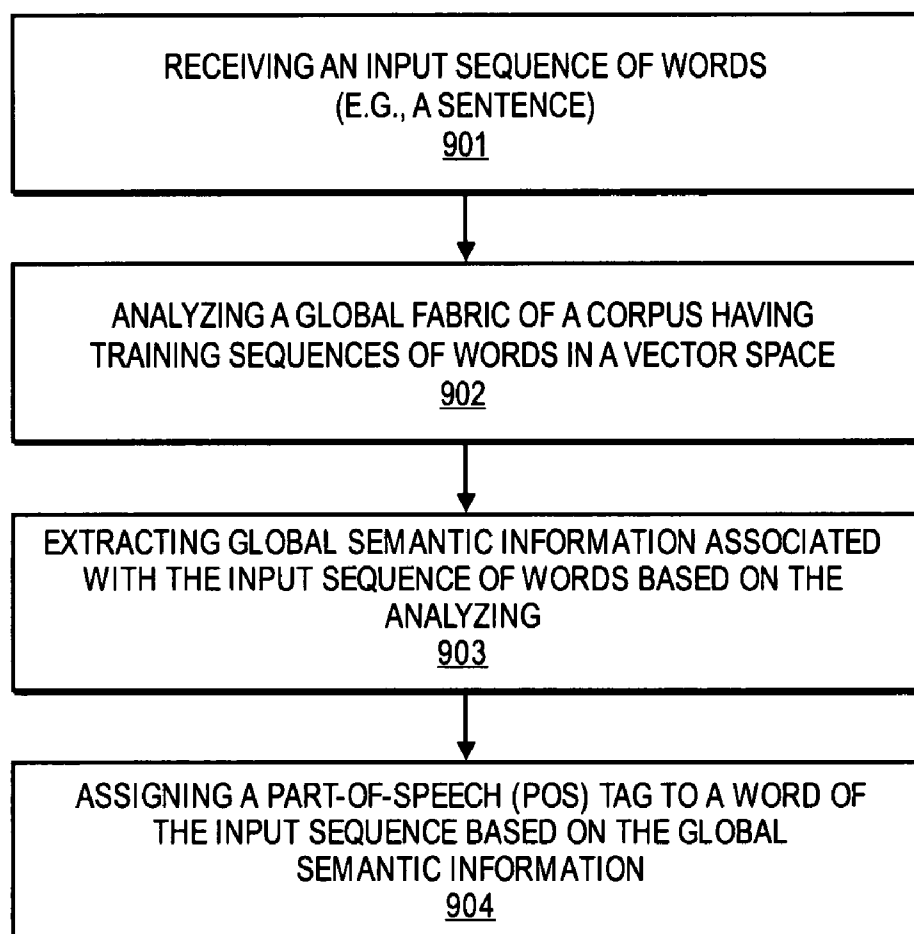 RECEIVING AN INPUT SEQUENCE OF WORDS
(E.G., A SENTENCE)
901
ANALYZING A GLOBAL FABRIC OF A CORPUS HAVING
TRAINING SEQUENCES OF WORDS IN A VECTOR SPACE
902
EXTRACTING GLOBAL SEMANTIC INFORMATION ASSOCIATED
WITH THE INPUT SEQUENCE OF WORDS BASED ON THE
ANALYZING
903
ASSIGNING A PART-OF-SPEECH (POS) TAG TO A WORD OF
THE INPUT SEQUENCE BASED ON THE GLOBAL
SEMANTIC INFORMATION
904